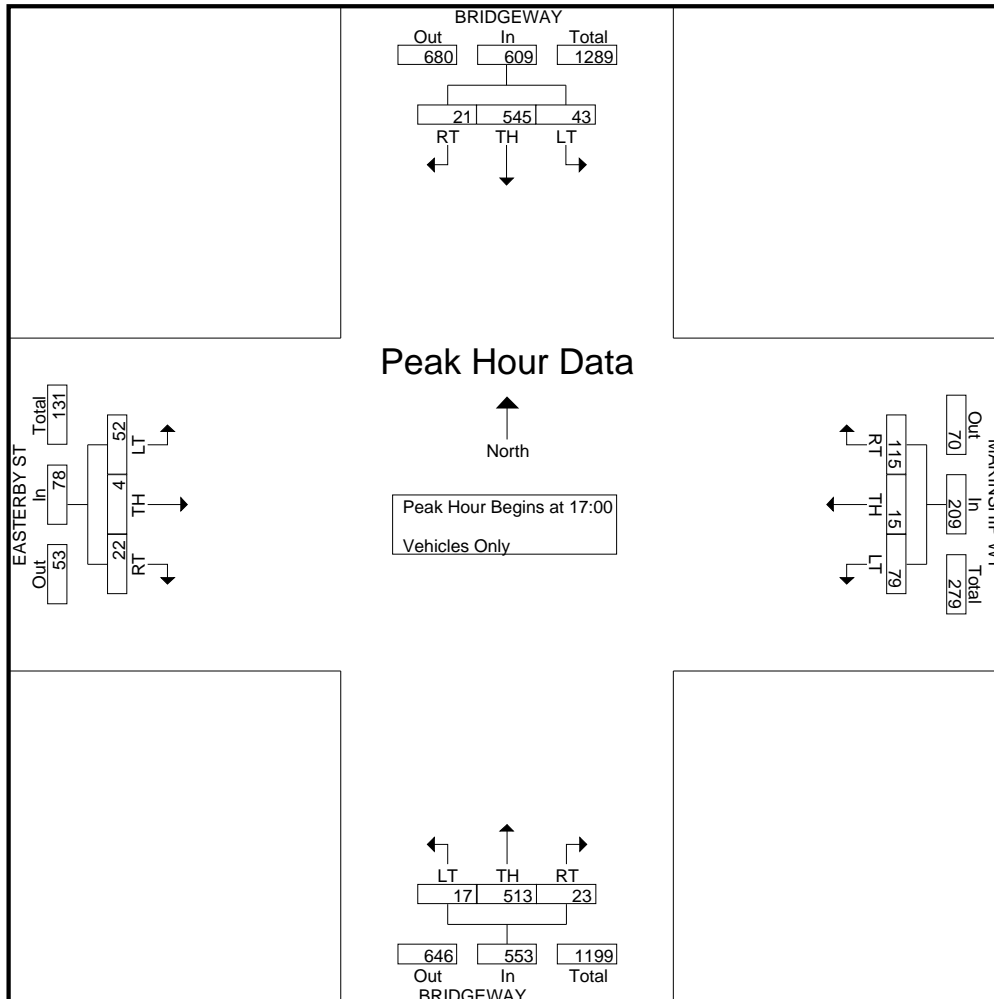 BRIDGEWAY
Out In Total
680 609 1289
21 545 43
RT TH LT
Peak Hour Data
North
Peak Hour Begins at 17:00
Vehicles Only
EASTERBY ST
Total In Out
131 78 53
52 4 22
LT TH RT
RT TH LT
115 15 79
Out In Total
70 209 279
LT TH RT
17 513 23
646 553 1199
Out In Total
BRIDGEWAY